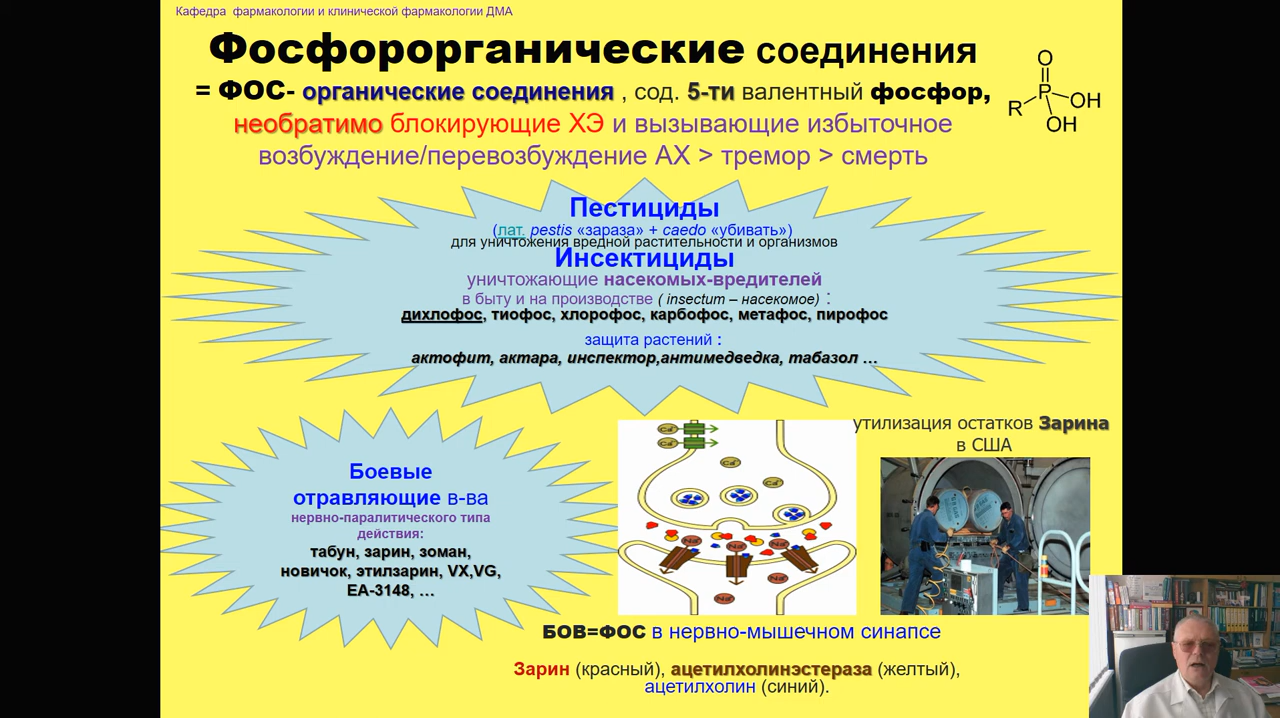 Кафедра фармакологии и клинической фармакологии ДМА
Фосфорорганические соединения
= ФОС- органические соединения , сод. 5-ти валентный фосфор,
необратимо блокирующие ХЭ и вызывающие избыточное
возбуждение/перевозбуждение АХ > тремор > смерть
O
P
R
OH
OH
Пестициды
(лат. pestis «зараза» + caedo «убивать»)
для уничтожения вредной растительности и организмов
Инсектициды
уничтожающие насекомых-вредителей
в быту и на производстве ( insectum – насекомое) :
дихлофос, тиофос, хлорофос, карбофос, метафос, пирофос
защита растений :
актофит, актара, инспектор,антимедведка, табазол ...
Боевые
отравляющие в-ва
нервно-паралитического типа
действия:
табун, зарин, зоман,
новичок, этилзарин, VX,VG,
EA-3148, ...
утилизация остатков Зарина
в США
БОВ=ФОС в нервно-мышечном синапсе
Зарин (красный), ацетилхолинэстераза (желтый),
ацетилхолин (синий).